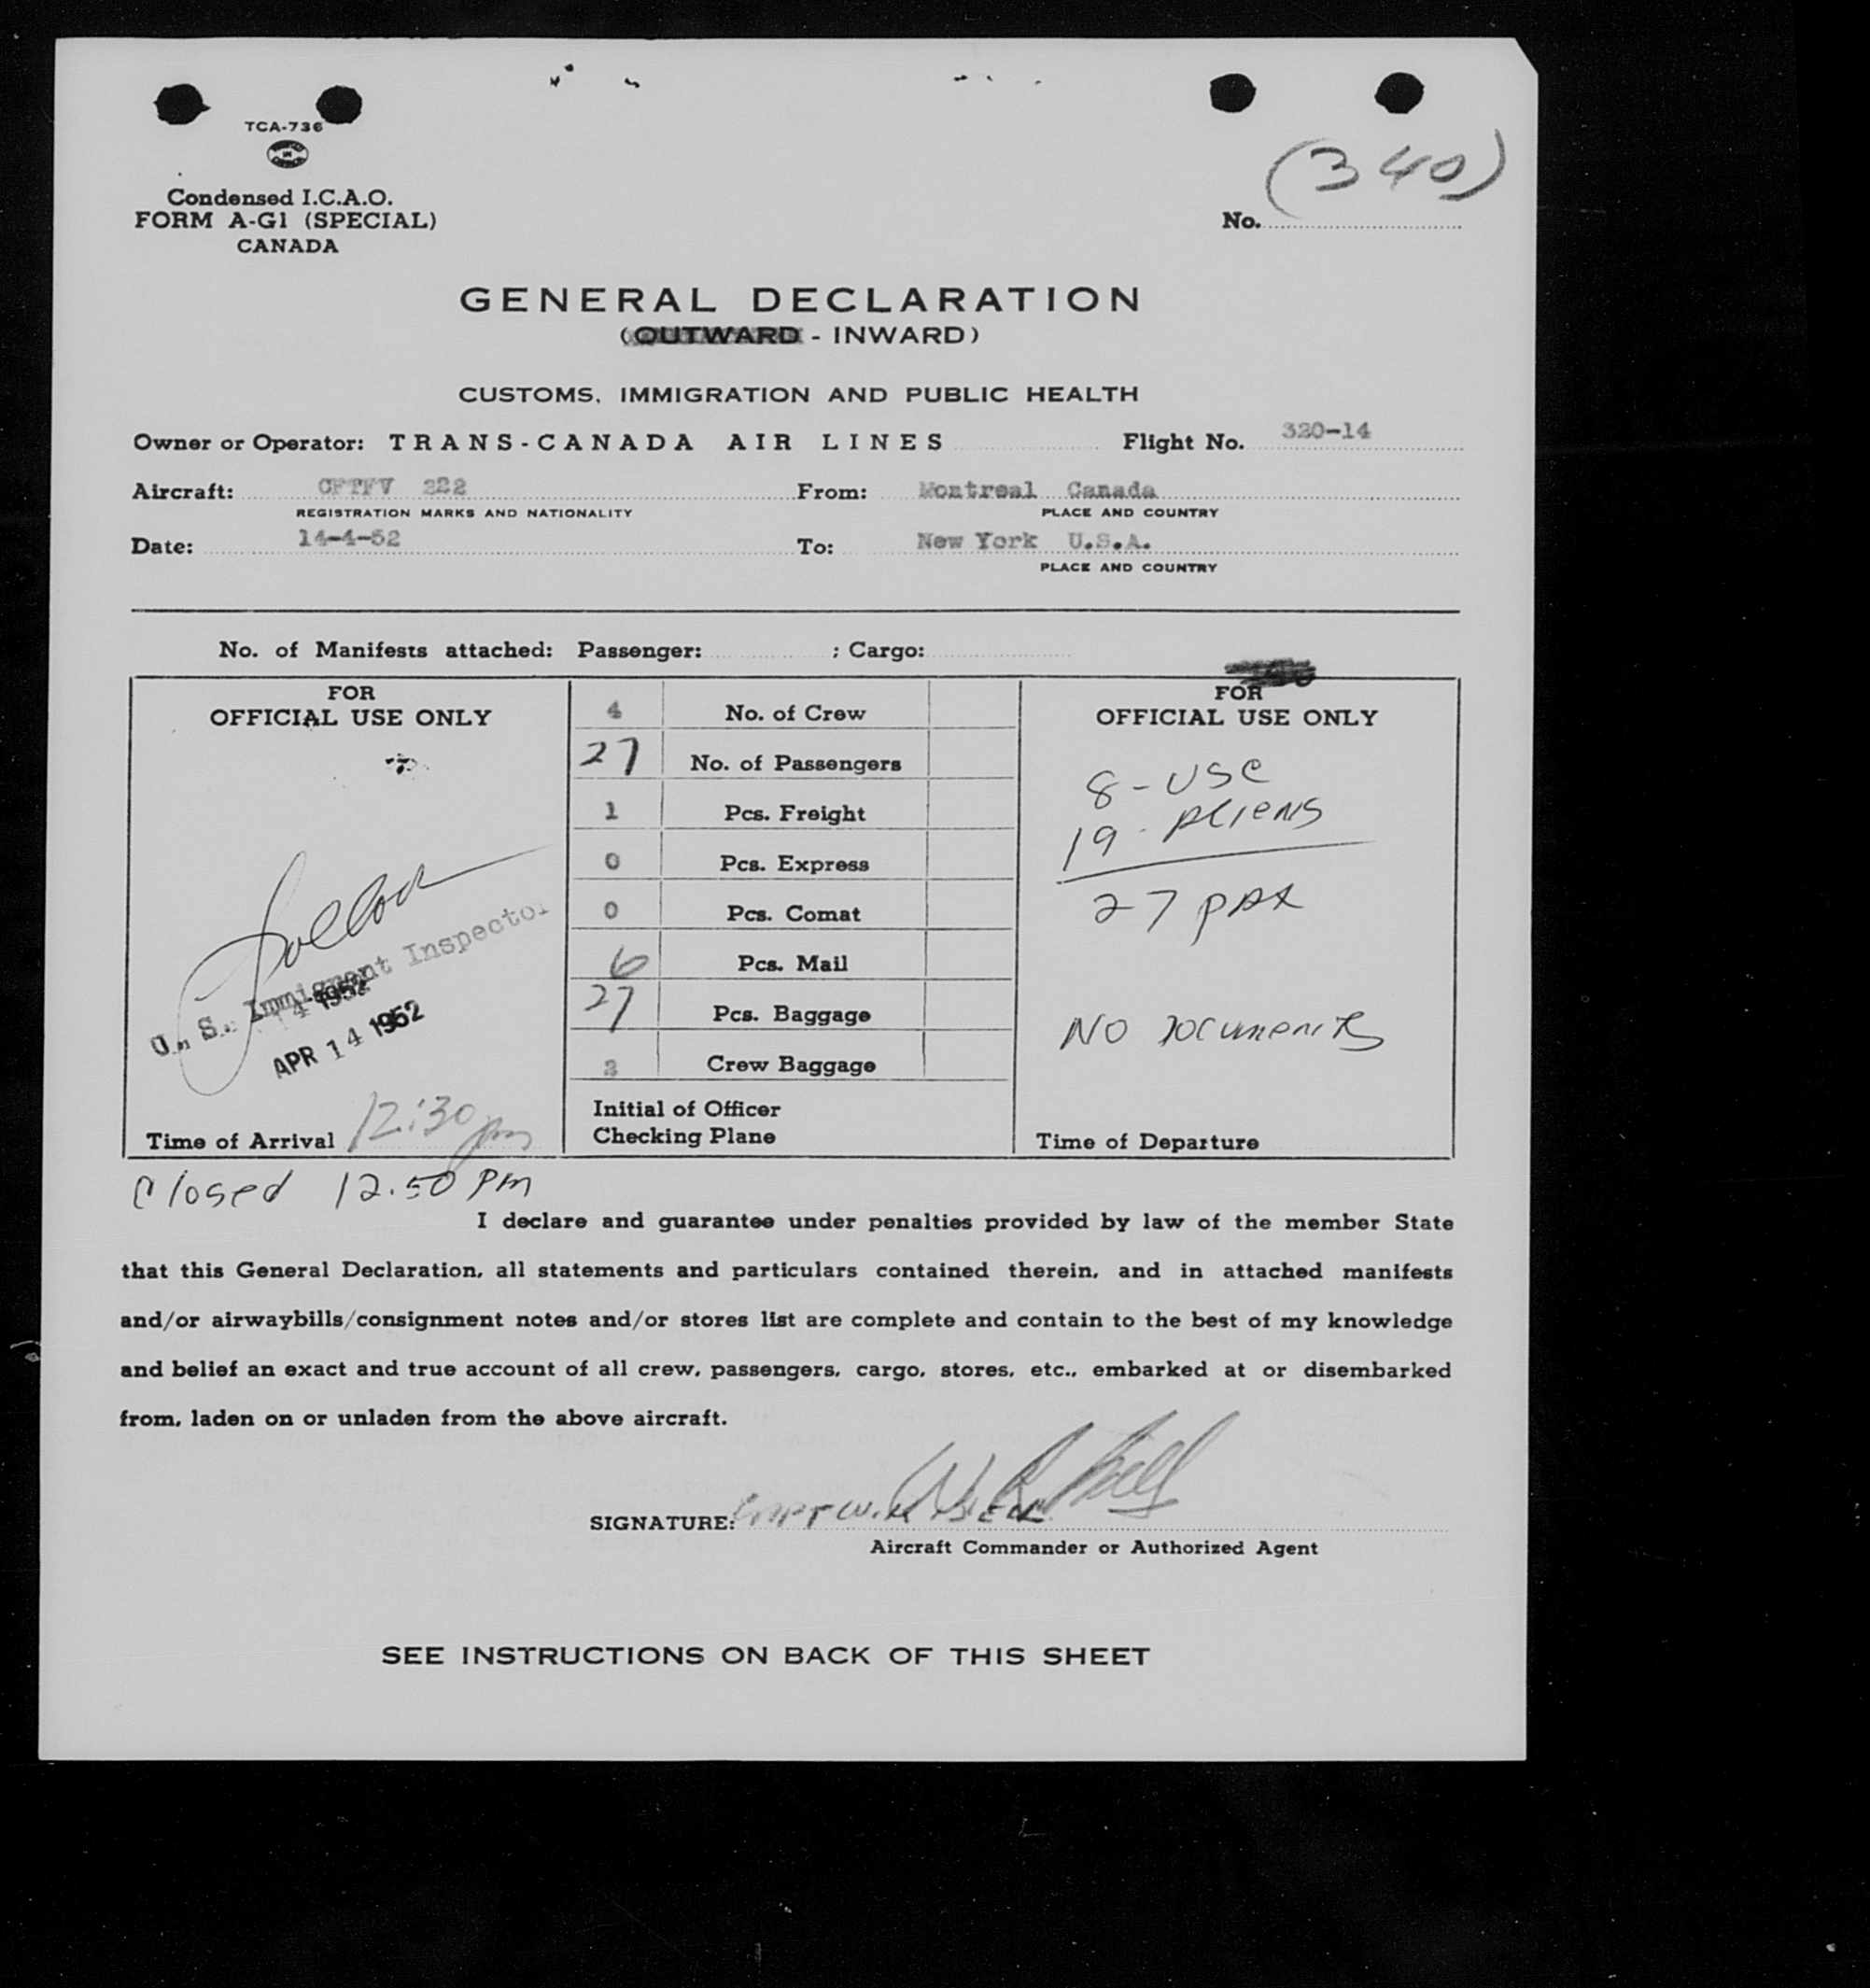 TCA-736
Condensed I.C.A.O.
FORM A-G1 (SPECIAL)
CANADA
(340)
No.
GENERAL DECLARATION
(OUTWARD - INWARD)
CUSTOMS, IMMIGRATION AND PUBLIC HEALTH
Owner or Operator: TRANS-CANADA AIR LINES Flight No. 320-14
Aircraft: CFTFV 222 From: Montreal Canada
REGISTRATION MARKS AND NATIONALITY PLACE AND COUNTRY
Date: 14-4-52 To: New York U.S.A.
PLACE AND COUNTRY
No. of Manifests attached: Passenger: ; Cargo:
FOR
OFFICIAL USE ONLY
U. S. Immigrant Inspector
APR 14 1952
Time of Arrival 12:30 pm
4 No. of Crew
27 No. of Passengers
1 Pcs. Freight
0 Pcs. Express
0 Pcs. Comat
6 Pcs. Mail
27 Pcs. Baggage
Crew Baggage
Initial of Officer
Checking Plane
FOR
OFFICIAL USE ONLY
8 - USC
19 - Aliens
27 pax
No Documents
Time of Departure
Closed 12.50 PM
I declare and guarantee under penalties provided by law of the member State
that this General Declaration, all statements and particulars contained therein, and in attached manifests
and/or airwaybills/consignment notes and/or stores list are complete and contain to the best of my knowledge
and belief an exact and true account of all crew, passengers, cargo, stores, etc., embarked at or disembarked
from, laden on or unladen from the above aircraft.
SIGNATURE: CAPT W. R BELL
Aircraft Commander or Authorized Agent
SEE INSTRUCTIONS ON BACK OF THIS SHEET